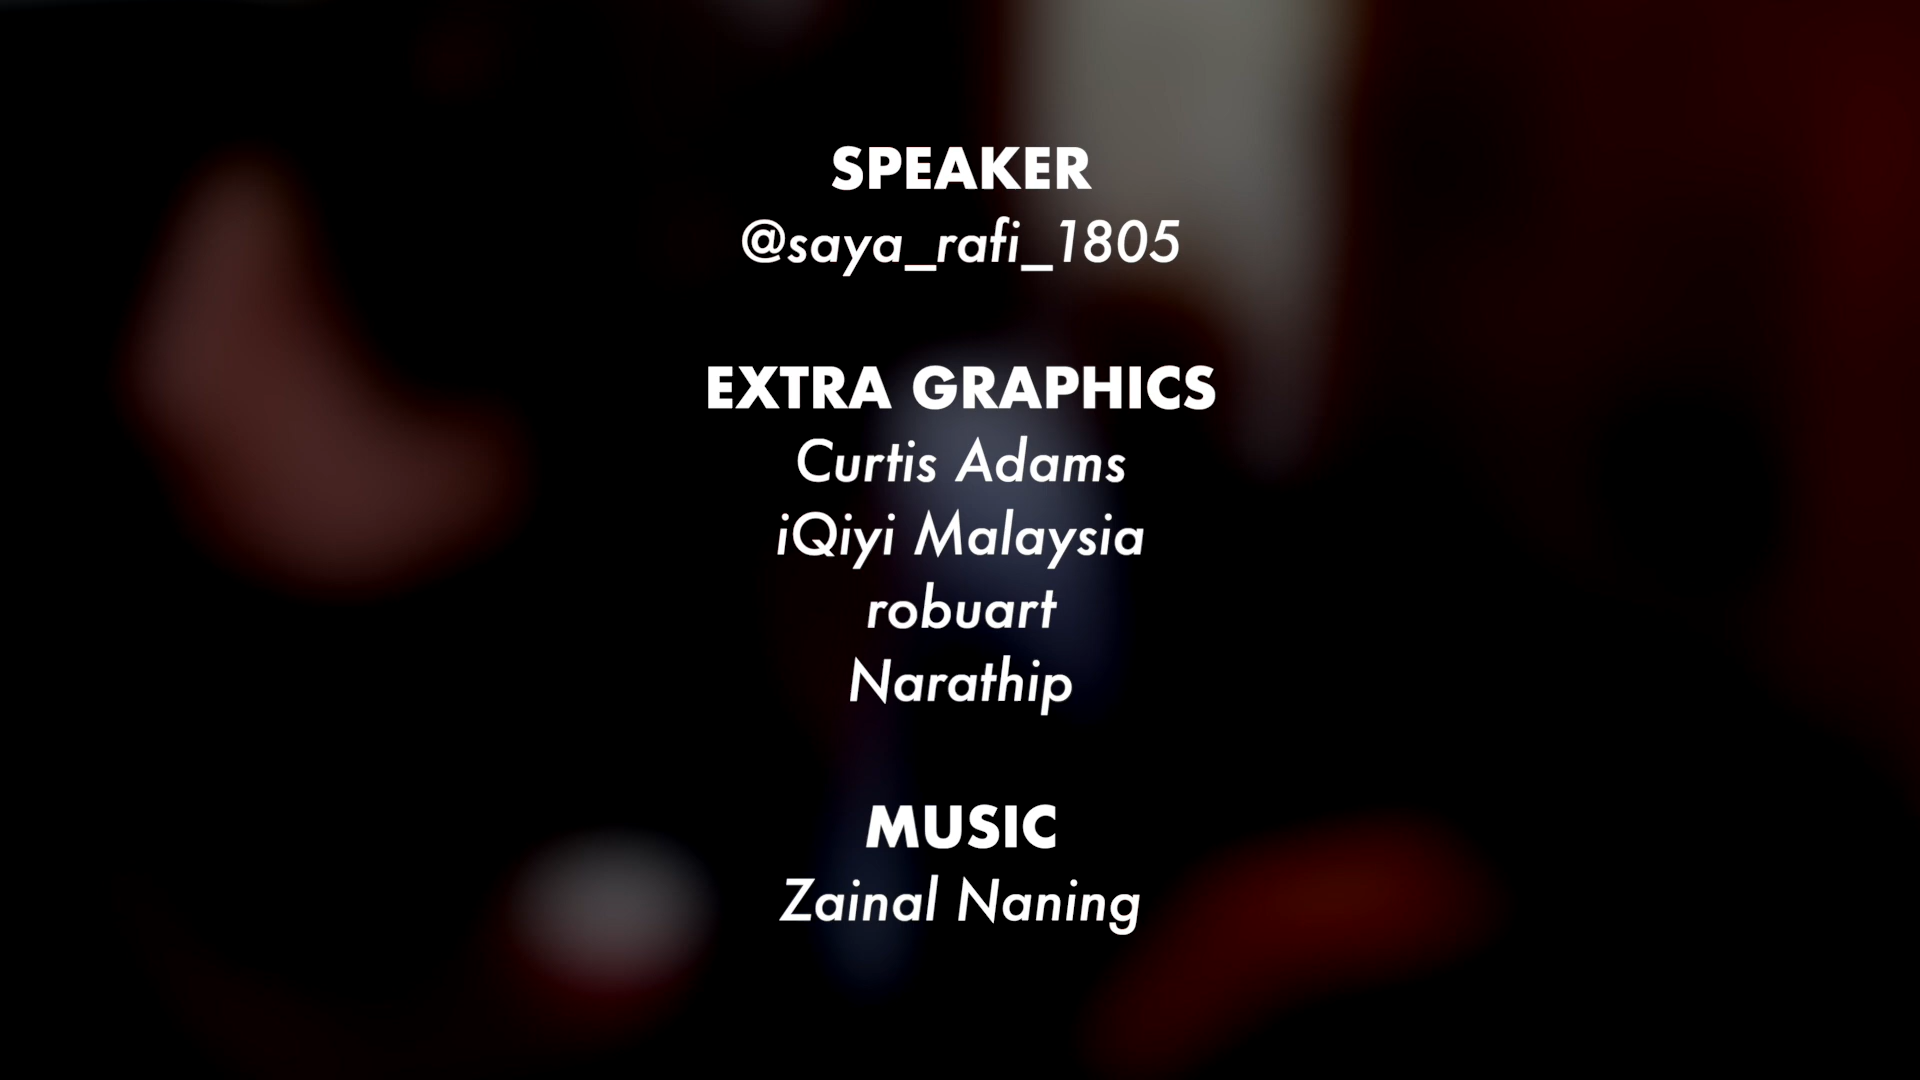 SPEAKER
@saya_rafi_1805
EXTRA GRAPHICS
Curtis Adams
iQiyi Malaysia
robuart
Narathip
MUSIC
Zainal Naning